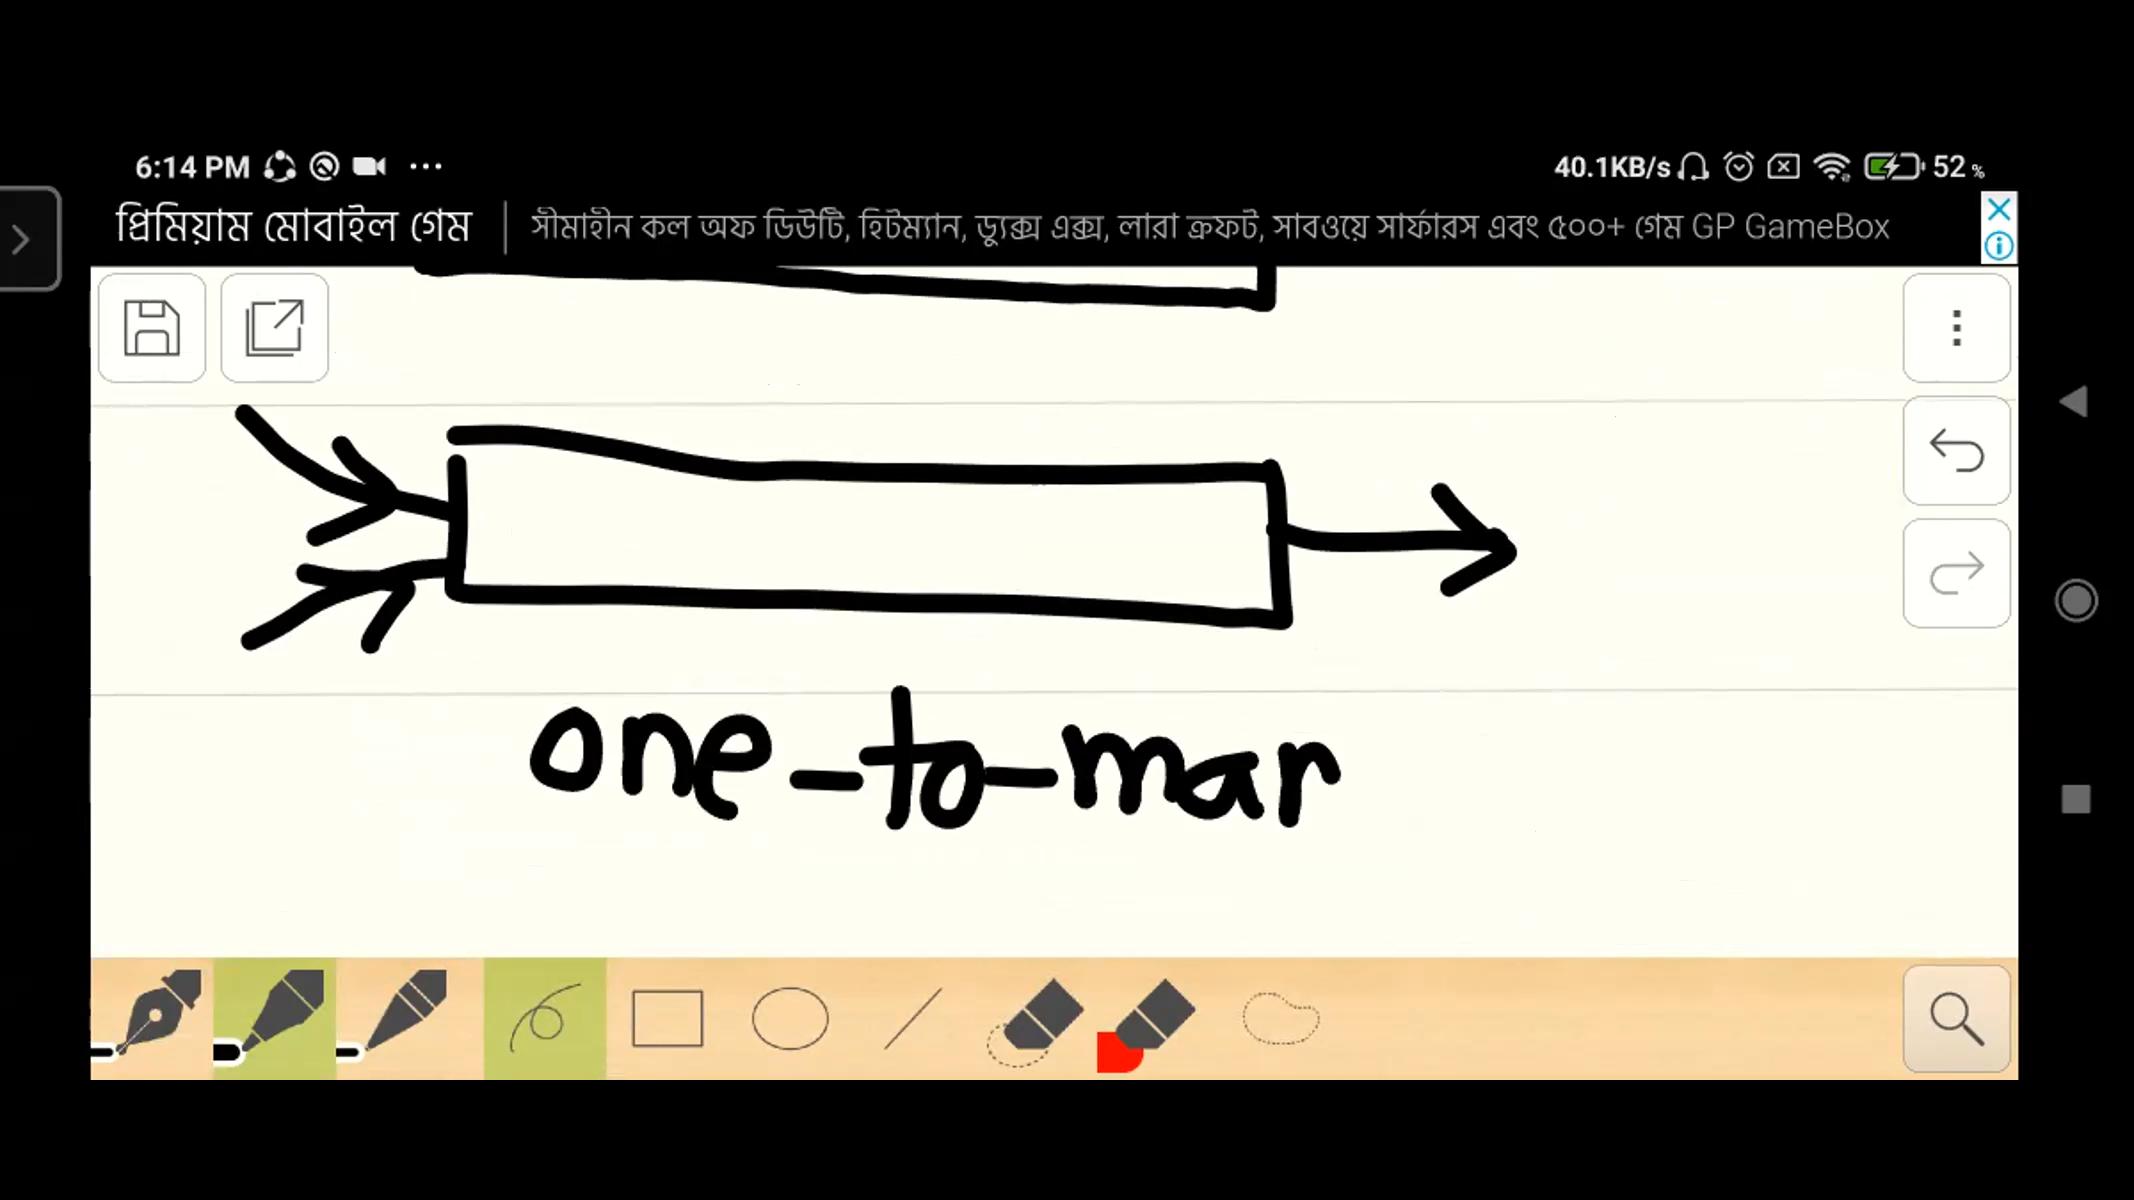 6:14 PM ... 40.1KB/s 52 %
প্রিমিয়াম মোবাইল গেম | সীমাহীন কল অফ ডিউটি, হিটম্যান, ড্যুক্স এক্স, লারা ক্রফট, সাবওয়ে সার্ফারস এবং ৫০০+ গেম GP GameBox
one-to-mar